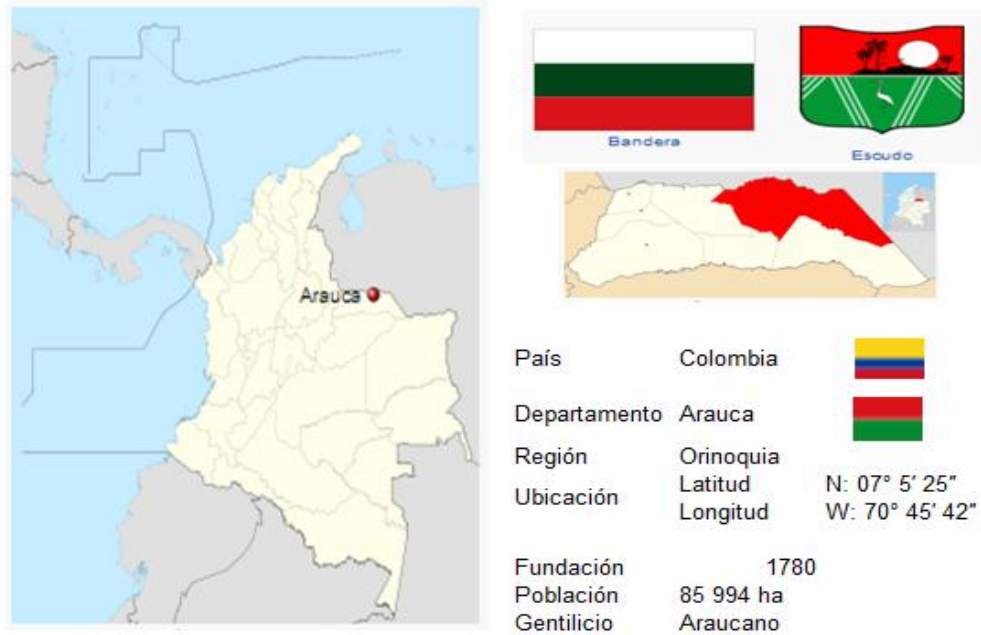 Arauca
Bandera
Escudo
País Colombia
Departamento Arauca
Región Orinoquia
Ubicación Latitud N: 07° 5′ 25″
Longitud W: 70° 45′ 42″
Fundación 1780
Población 85 994 ha
Gentilicio Araucano